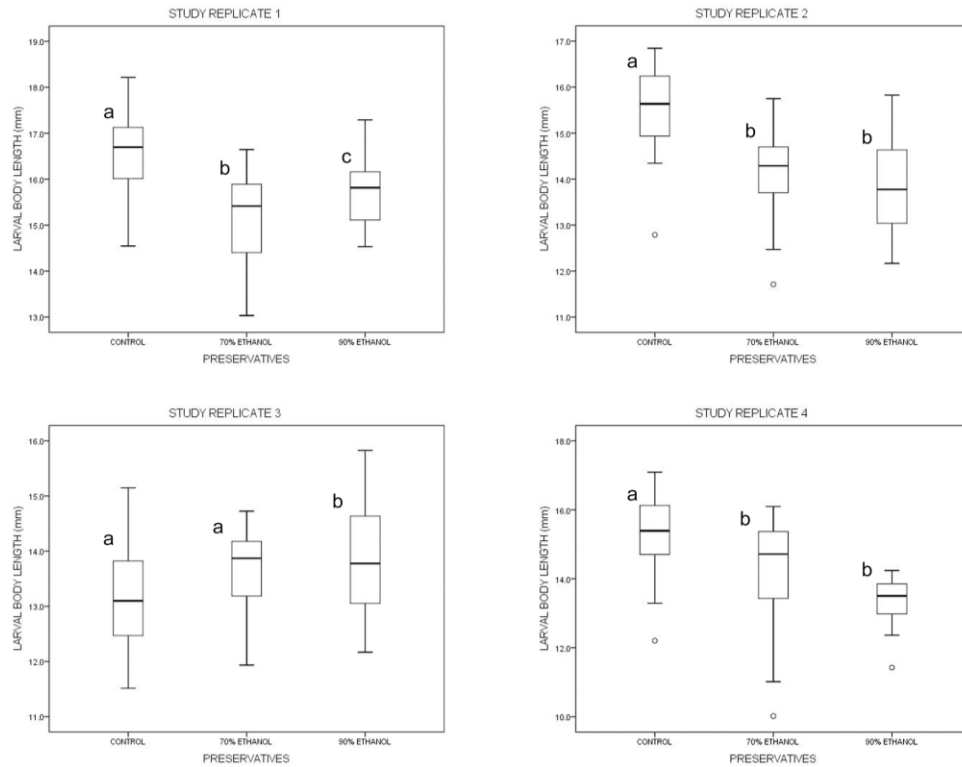 STUDY REPLICATE 1
LARVAL BODY LENGTH (mm)
19.0
18.0
17.0
16.0
15.0
14.0
13.0
a
b
c
CONTROL
70% ETHANOL
90% ETHANOL
PRESERVATIVES
STUDY REPLICATE 2
LARVAL BODY LENGTH (mm)
17.0
16.0
15.0
14.0
13.0
12.0
11.0
a
b
b
CONTROL
70% ETHANOL
90% ETHANOL
PRESERVATIVES
STUDY REPLICATE 3
LARVAL BODY LENGTH (mm)
16.0
15.0
14.0
13.0
12.0
11.0
a
a
b
CONTROL
70% ETHANOL
90% ETHANOL
PRESERVATIVES
STUDY REPLICATE 4
LARVAL BODY LENGTH (mm)
18.0
16.0
14.0
12.0
10.0
a
b
b
CONTROL
70% ETHANOL
90% ETHANOL
PRESERVATIVES